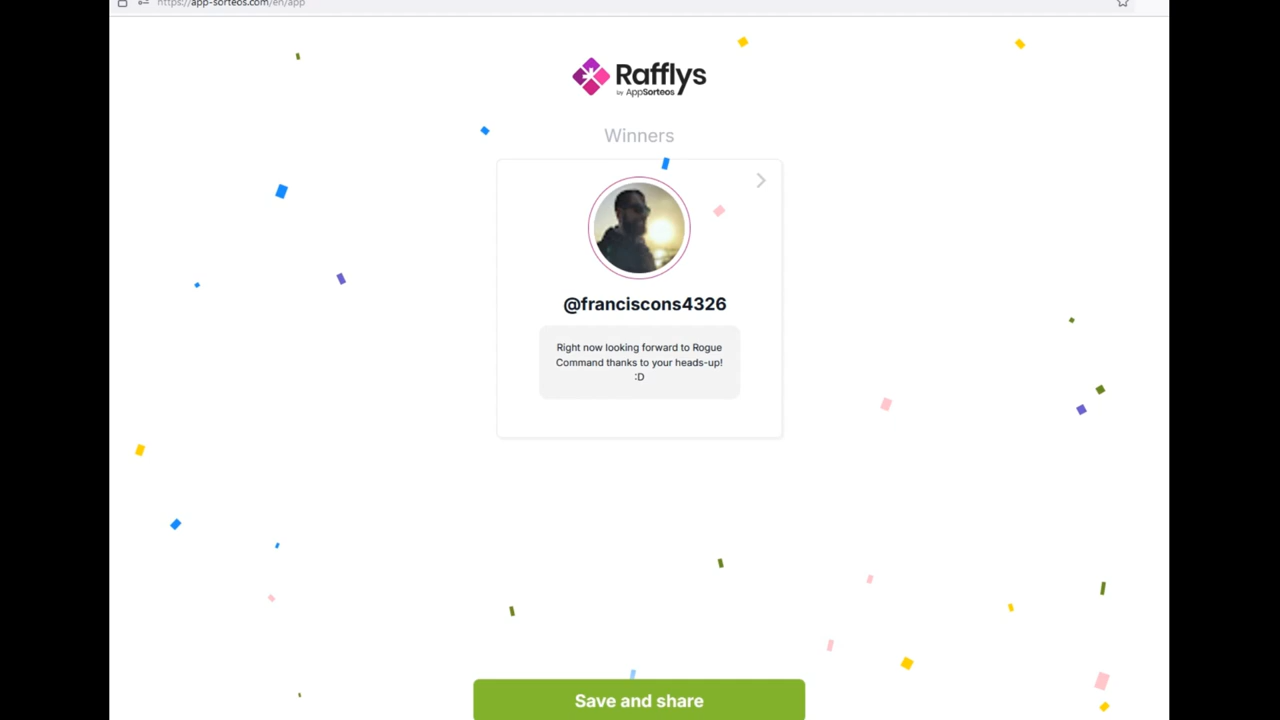 https://app-sorteos.com/en/app
Rafflys
by AppSorteos
Winners
@franciscons4326
Right now looking forward to Rogue
Command thanks to your heads-up!
:D
Save and share